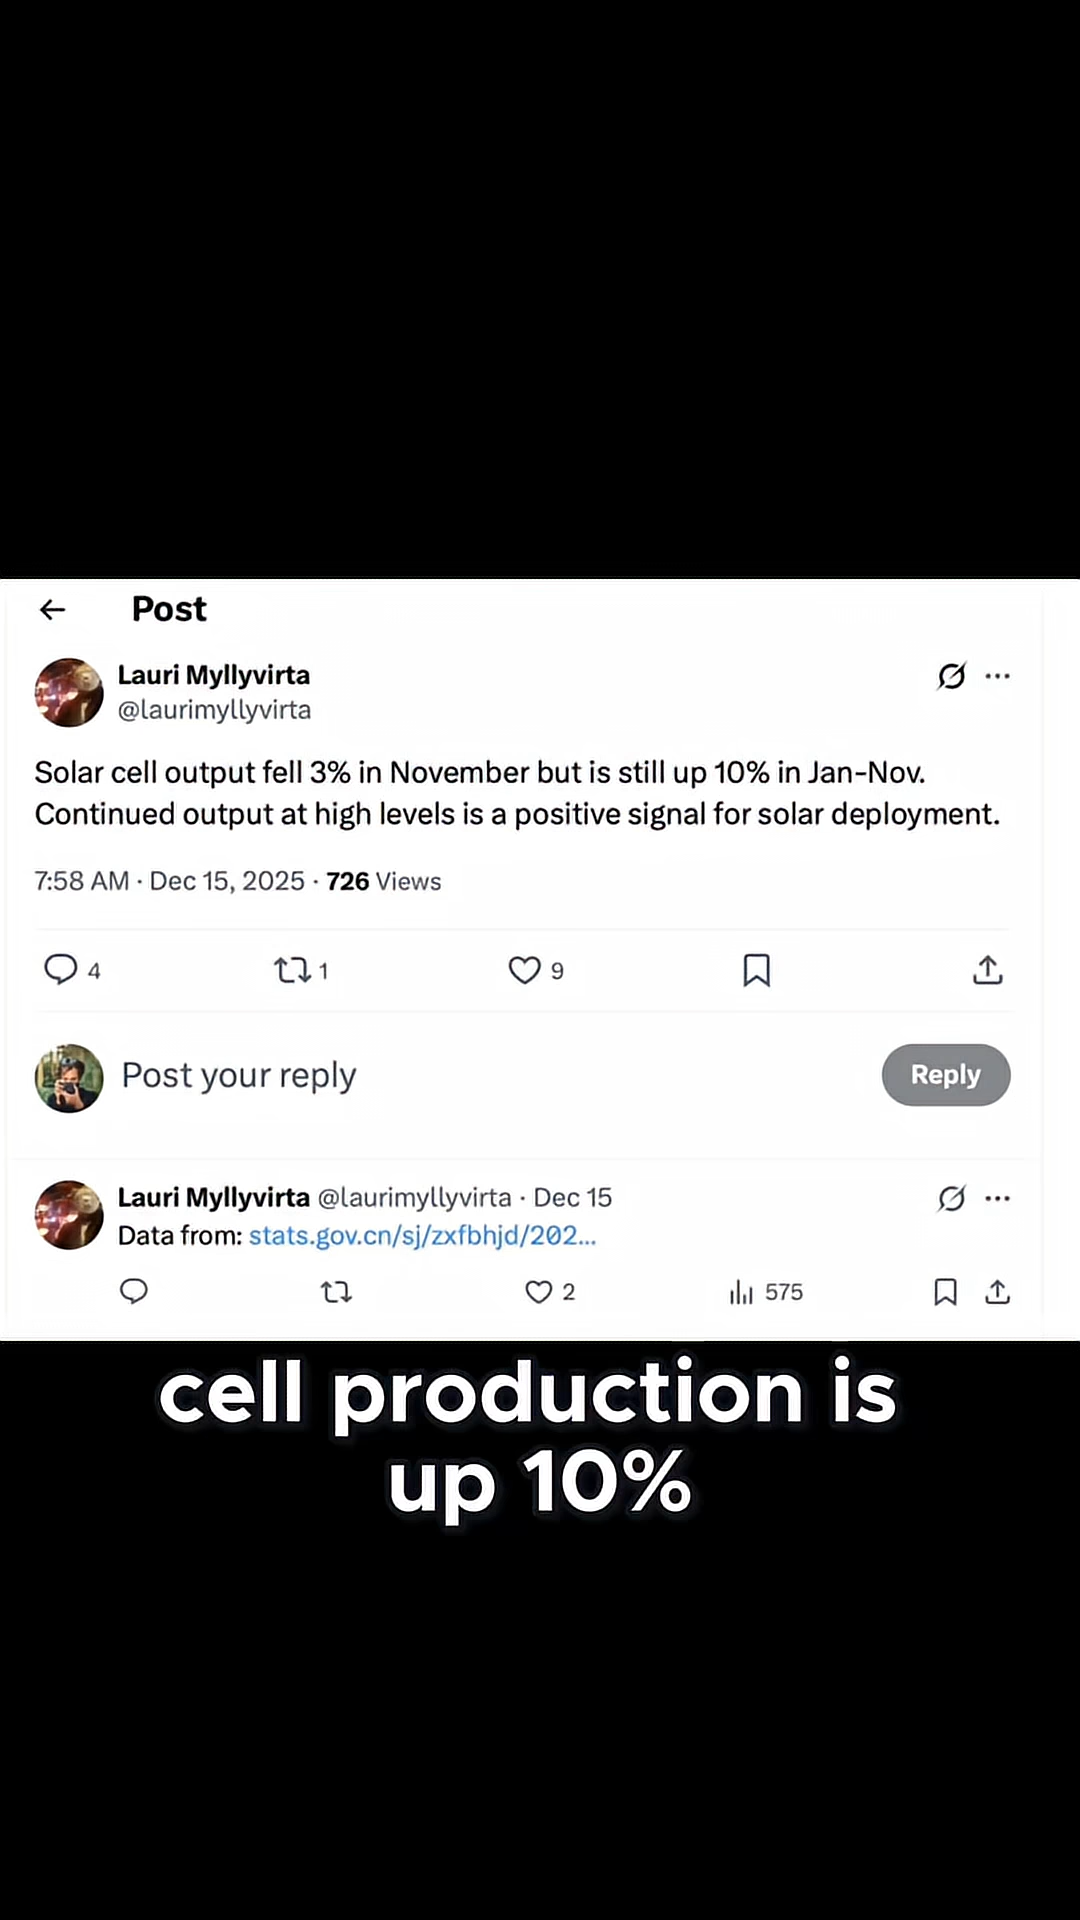 Post
Lauri Myllyvirta
@laurimyllyvirta
Solar cell output fell 3% in November but is still up 10% in Jan-Nov.
Continued output at high levels is a positive signal for solar deployment.
7:58 AM · Dec 15, 2025 · 726 Views
4 1 9
Post your reply
Reply
Lauri Myllyvirta @laurimyllyvirta · Dec 15
Data from: stats.gov.cn/sj/zxfbhjd/202...
2 575
cell production is
up 10%